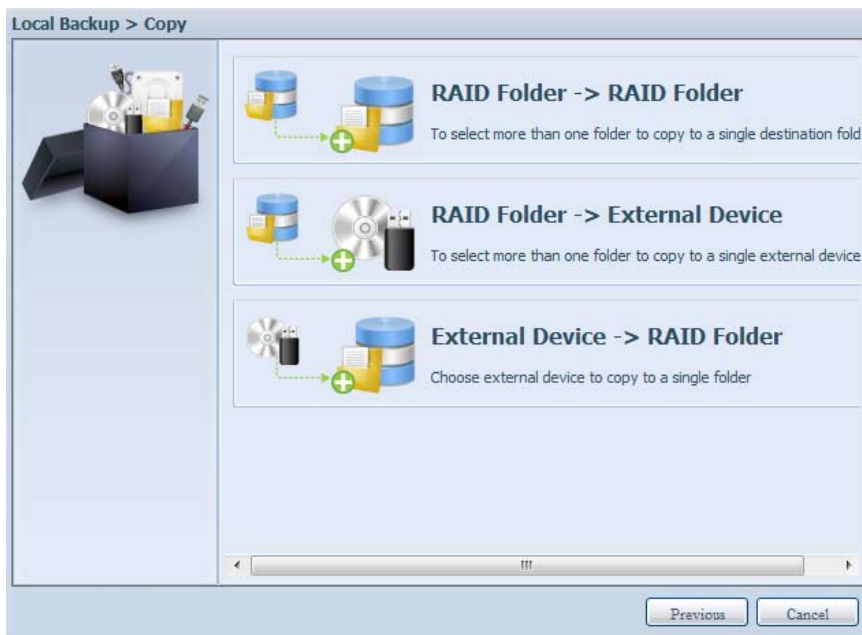 Local Backup > Copy
RAID Folder -> RAID Folder
To select more than one folder to copy to a single destination fold
RAID Folder -> External Device
To select more than one folder to copy to a single external device
External Device -> RAID Folder
Choose external device to copy to a single folder
Previous
Cancel